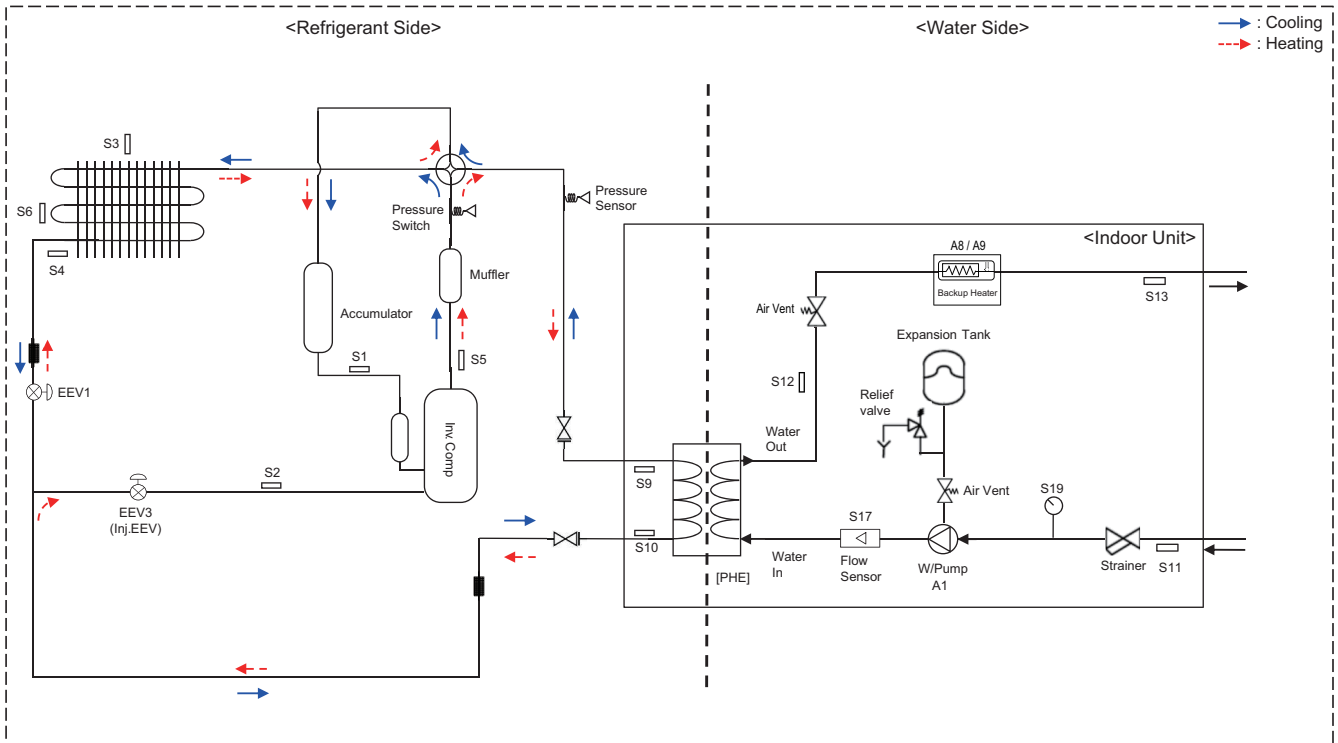 <Refrigerant Side>
<Water Side>
: Cooling
: Heating
S3
S6
S4
Pressure
Switch
Pressure
Sensor
<Indoor Unit>
A8 / A9
Backup Heater
S13
Muffler
Accumulator
Air Vent
Expansion Tank
S1
S5
S12
EEV1
Relief
valve
Inv. Comp
Water
Out
S2
S9
Air Vent
S19
EEV3
(Inj.EEV)
S17
S10
Flow
Sensor
Water
In
[PHE]
W/Pump
A1
Strainer
S11